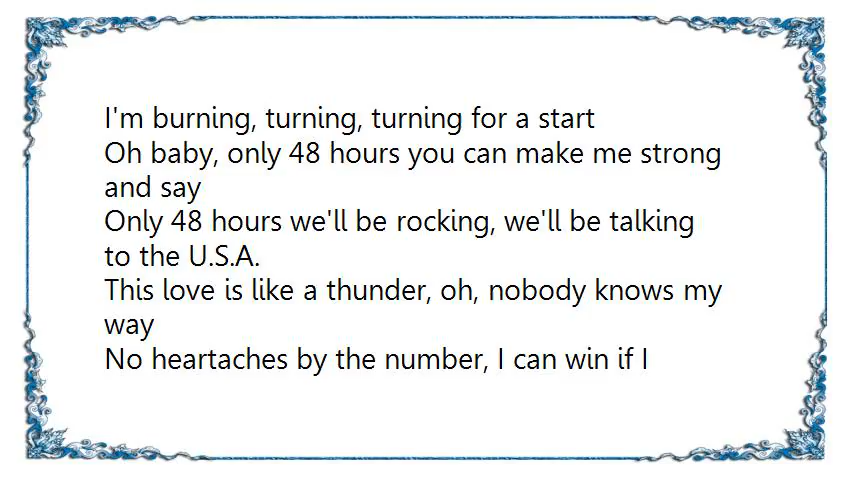 I'm burning, turning, turning for a start
Oh baby, only 48 hours you can make me strong
and say
Only 48 hours we'll be rocking, we'll be talking
to the U.S.A.
This love is like a thunder, oh, nobody knows my
way
No heartaches by the number, I can win if I